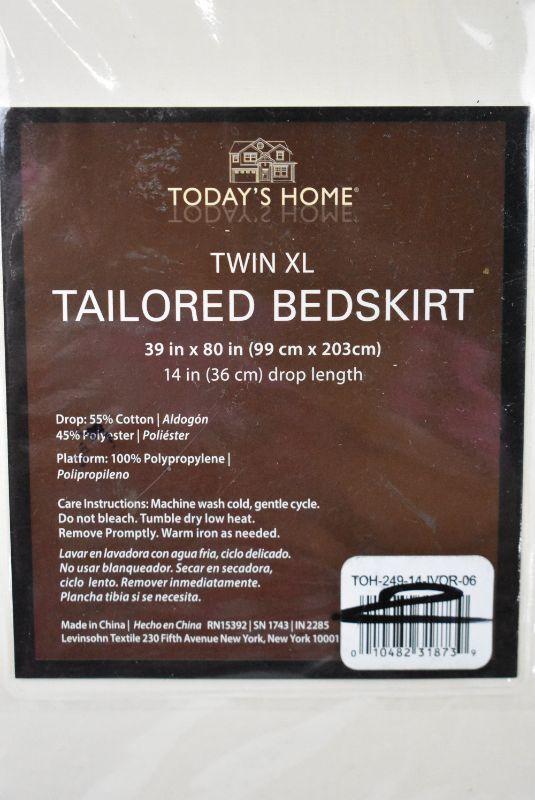 TODAY'S HOME®
TWIN XL
TAILORED BEDSKIRT
39 in x 80 in (99 cm x 203cm)
14 in (36 cm) drop length
Drop: 55% Cotton | Aldogón
45% Polyester | Poliéster
Platform: 100% Polypropylene |
Polipropileno
Care Instructions: Machine wash cold, gentle cycle.
Do not bleach. Tumble dry low heat.
Remove Promptly. Warm iron as needed.
Lavar en lavadora con agua fria, ciclo delicado.
No usar blanqueador. Secar en secadora,
ciclo lento. Remover inmediatamente.
Plancha tibia si se necesita.
Made in China | Hecho en China RN15392 | SN 1743 | IN 2285
Levinsohn Textile 230 Fifth Avenue New York, New York 10001
TOH-249-14-IVOR-06
0 10482 31873 9